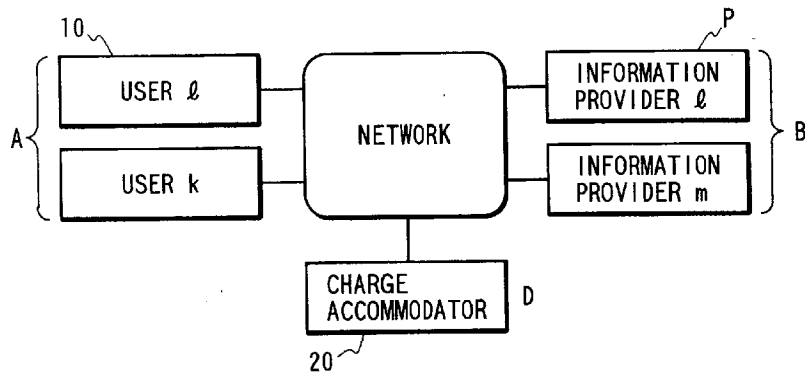 10
P
USER ℓ
INFORMATION
PROVIDER ℓ
A
NETWORK
B
USER k
INFORMATION
PROVIDER m
CHARGE
ACCOMMODATOR
D
20